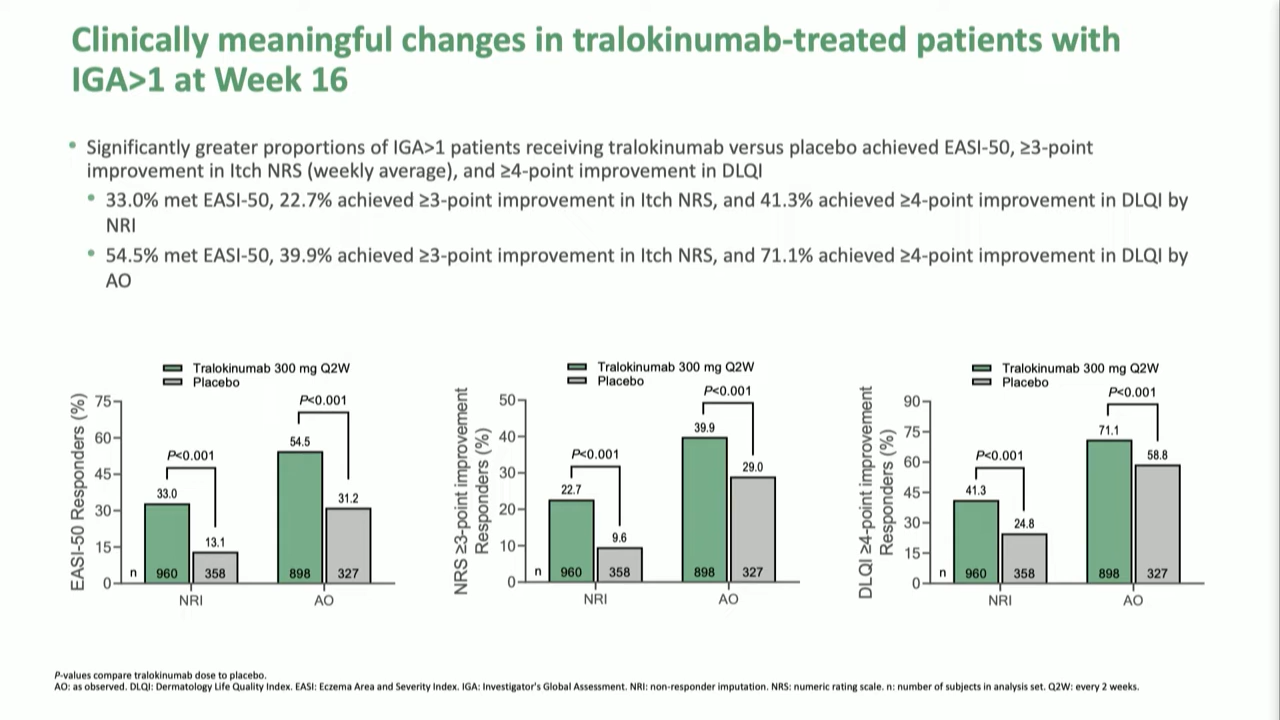 Clinically meaningful changes in tralokinumab-treated patients with
IGA>1 at Week 16
• Significantly greater proportions of IGA>1 patients receiving tralokinumab versus placebo achieved EASI-50, ≥3-point
improvement in Itch NRS (weekly average), and ≥4-point improvement in DLQI
• 33.0% met EASI-50, 22.7% achieved ≥3-point improvement in Itch NRS, and 41.3% achieved ≥4-point improvement in DLQI by
NRI
• 54.5% met EASI-50, 39.9% achieved ≥3-point improvement in Itch NRS, and 71.1% achieved ≥4-point improvement in DLQI by
AO
Tralokinumab 300 mg Q2W
Placebo
EASI-50 Responders (%)
75
60
45
30
15
0
P<0.001
P<0.001
33.0
13.1
54.5
31.2
n 960 358 898 327
NRI AO
Tralokinumab 300 mg Q2W
Placebo
NRS ≥3-point improvement
Responders (%)
50
40
30
20
10
0
P<0.001
P<0.001
22.7
9.6
39.9
29.0
n 960 358 898 327
NRI AO
Tralokinumab 300 mg Q2W
Placebo
DLQI ≥4-point improvement
Responders (%)
90
75
60
45
30
15
0
P<0.001
P<0.001
41.3
24.8
71.1
58.8
n 960 358 898 327
NRI AO
P-values compare tralokinumab dose to placebo.
AO: as observed. DLQI: Dermatology Life Quality Index. EASI: Eczema Area and Severity Index. IGA: Investigator's Global Assessment. NRI: non-responder imputation. NRS: numeric rating scale. n: number of subjects in analysis set. Q2W: every 2 weeks.